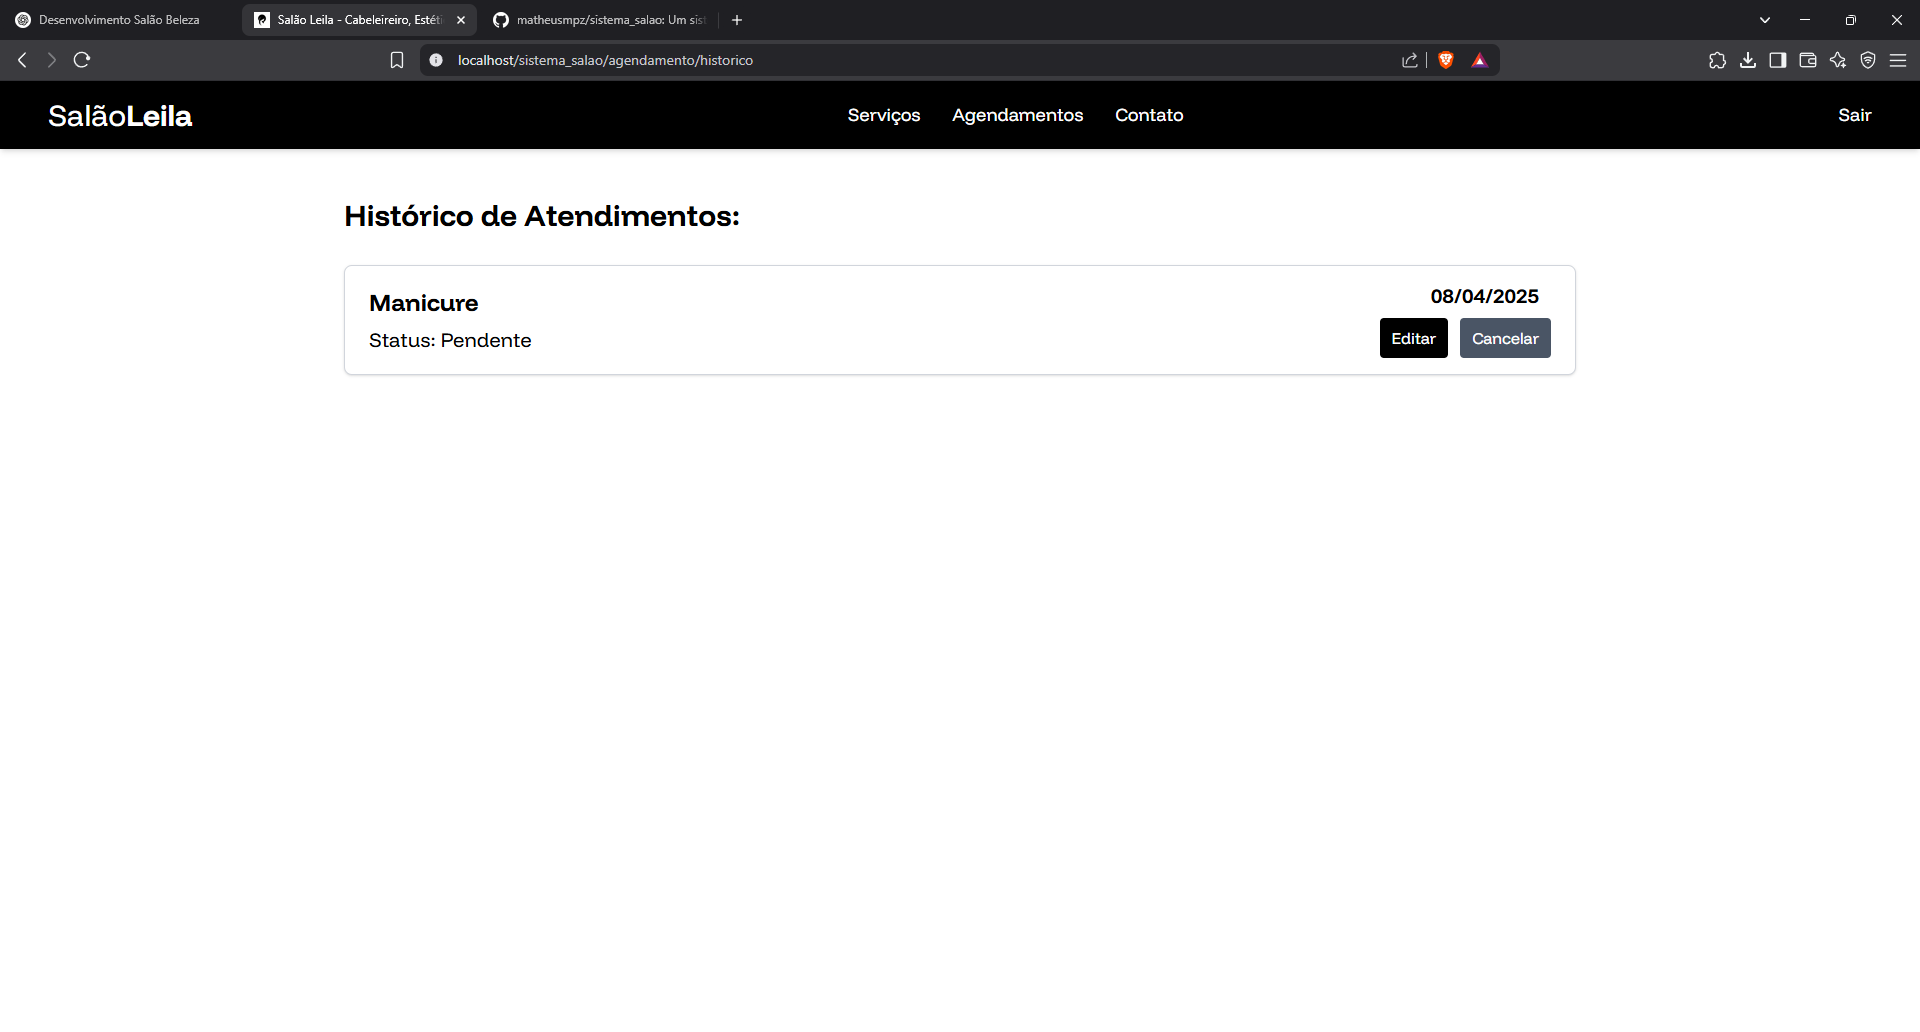 Desenvolvimento Salão Beleza
Salão Leila - Cabeleireiro, Estéti
matheusmpz/sistema_salao: Um sist
localhost/sistema_salao/agendamento/historico
SalãoLeila
Serviços
Agendamentos
Contato
Sair
Histórico de Atendimentos:
Manicure
08/04/2025
Status: Pendente
Editar
Cancelar